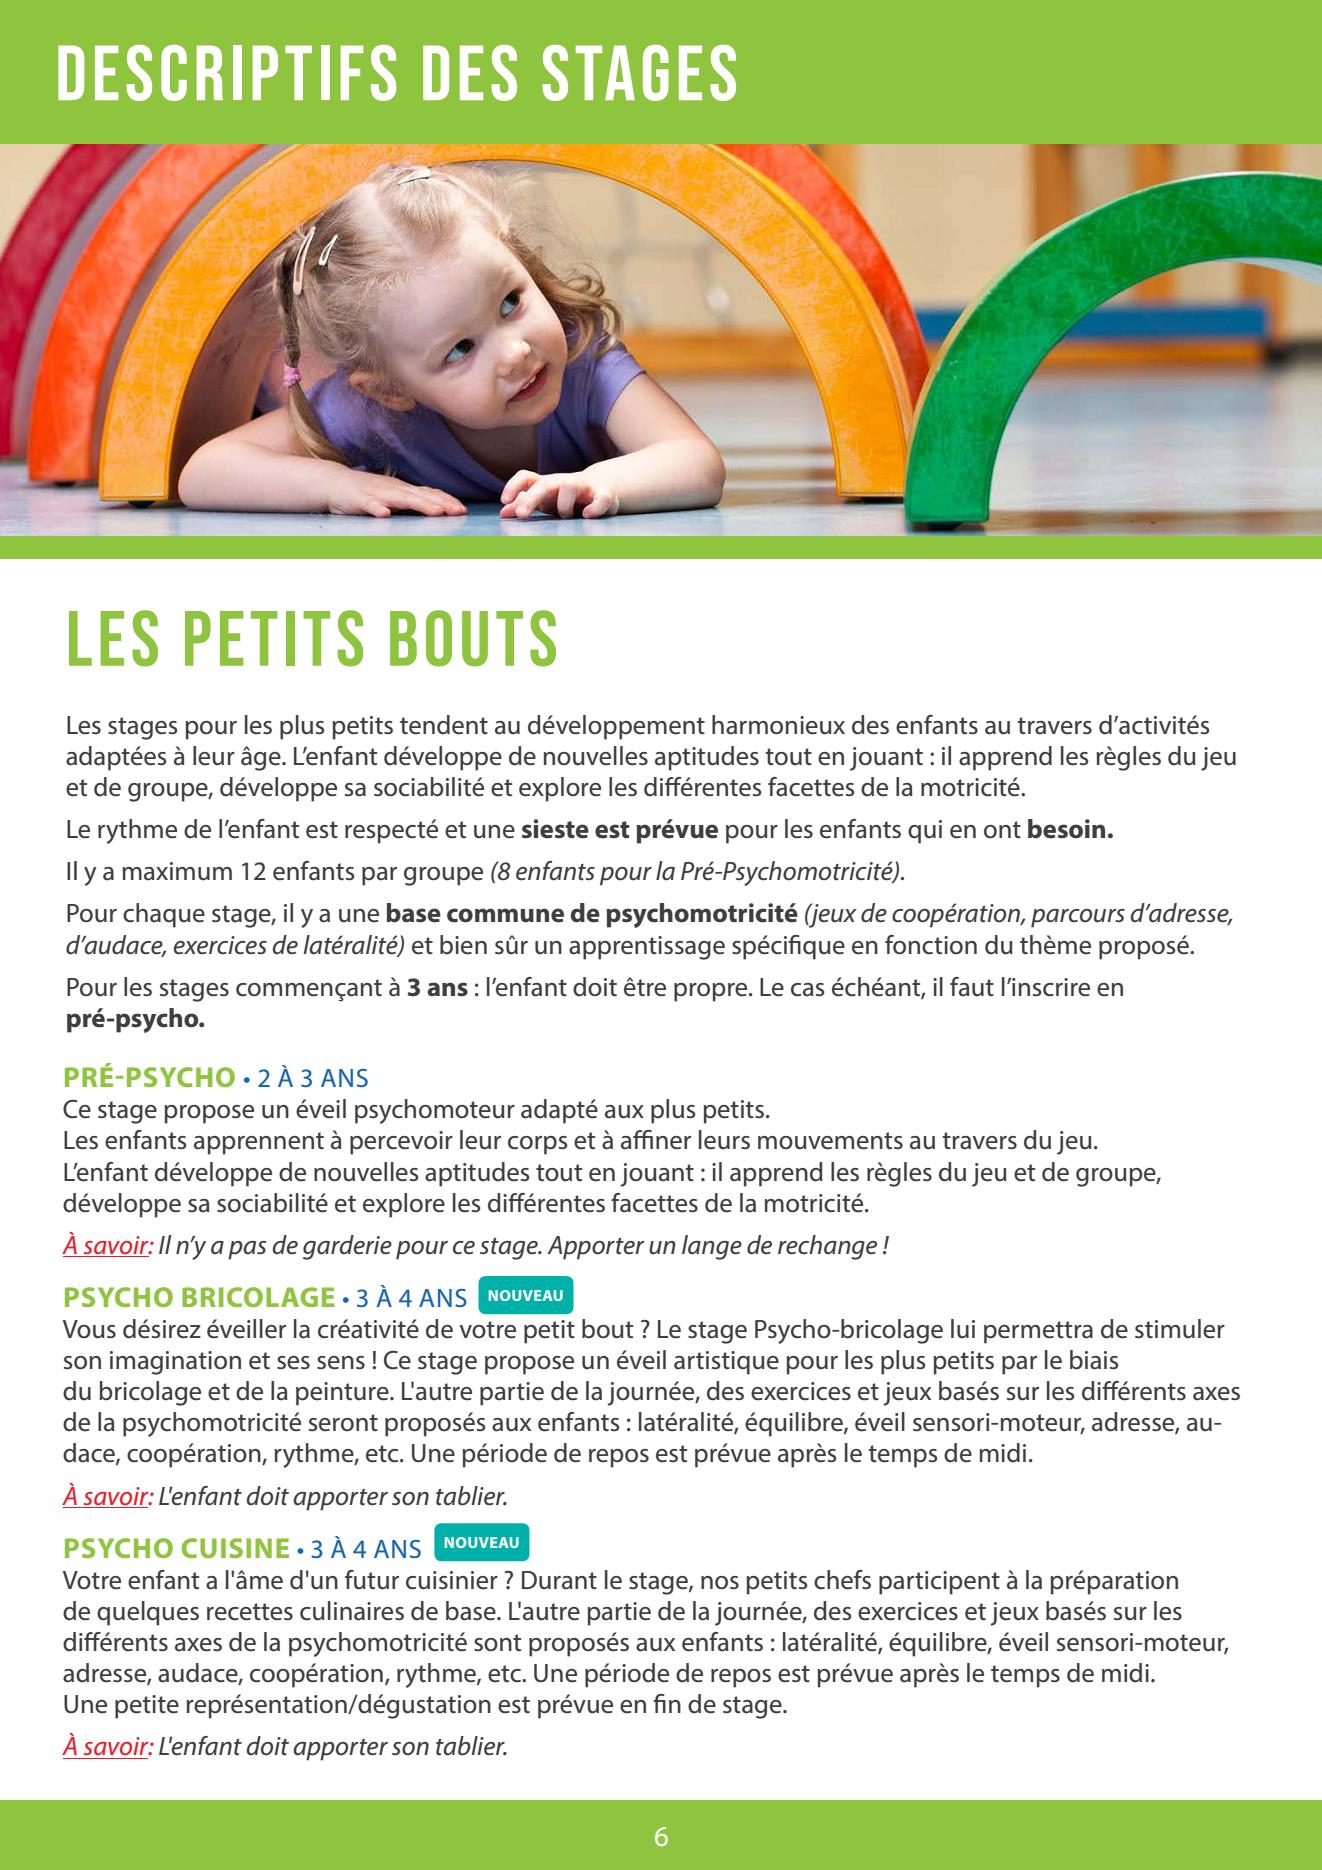 DESCRIPTIFS DES STAGES
LES PETITS BOUTS
Les stages pour les plus petits tendent au développement harmonieux des enfants au travers d’activités
adaptées à leur âge. L’enfant développe de nouvelles aptitudes tout en jouant : il apprend les règles du jeu
et de groupe, développe sa sociabilité et explore les différentes facettes de la motricité.
Le rythme de l’enfant est respecté et une sieste est prévue pour les enfants qui en ont besoin.
Il y a maximum 12 enfants par groupe (8 enfants pour la Pré-Psychomotricité).
Pour chaque stage, il y a une base commune de psychomotricité (jeux de coopération, parcours d’adresse,
d’audace, exercices de latéralité) et bien sûr un apprentissage spécifique en fonction du thème proposé.
Pour les stages commençant à 3 ans : l’enfant doit être propre. Le cas échéant, il faut l’inscrire en
pré-psycho.
PRÉ-PSYCHO • 2 À 3 ANS
Ce stage propose un éveil psychomoteur adapté aux plus petits.
Les enfants apprennent à percevoir leur corps et à affiner leurs mouvements au travers du jeu.
L’enfant développe de nouvelles aptitudes tout en jouant : il apprend les règles du jeu et de groupe,
développe sa sociabilité et explore les différentes facettes de la motricité.
À savoir: Il n’y a pas de garderie pour ce stage. Apporter un lange de rechange !
PSYCHO BRICOLAGE • 3 À 4 ANS NOUVEAU
Vous désirez éveiller la créativité de votre petit bout ? Le stage Psycho-bricolage lui permettra de stimuler
son imagination et ses sens ! Ce stage propose un éveil artistique pour les plus petits par le biais
du bricolage et de la peinture. L'autre partie de la journée, des exercices et jeux basés sur les différents axes
de la psychomotricité seront proposés aux enfants : latéralité, équilibre, éveil sensori-moteur, adresse, au-
dace, coopération, rythme, etc. Une période de repos est prévue après le temps de midi.
À savoir: L'enfant doit apporter son tablier.
PSYCHO CUISINE • 3 À 4 ANS NOUVEAU
Votre enfant a l'âme d'un futur cuisinier ? Durant le stage, nos petits chefs participent à la préparation
de quelques recettes culinaires de base. L'autre partie de la journée, des exercices et jeux basés sur les
différents axes de la psychomotricité sont proposés aux enfants : latéralité, équilibre, éveil sensori-moteur,
adresse, audace, coopération, rythme, etc. Une période de repos est prévue après le temps de midi.
Une petite représentation/dégustation est prévue en fin de stage.
À savoir: L'enfant doit apporter son tablier.
6